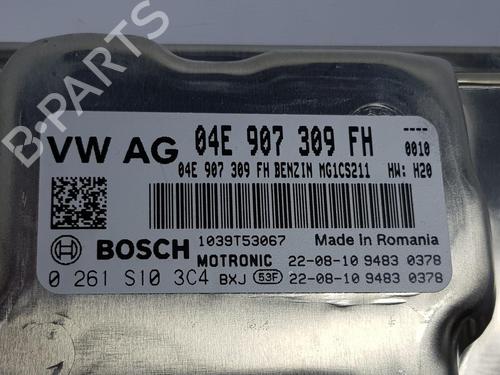 VW AG 04E 907 309 FH ----
0010
04E 907 309 FH BENZIN MG1CS211 HW: H20
BOSCH 1039T53067 Made in Romania
MOTRONIC 22-08-10 9483 0378
0 261 S10 3C4 BXJ 53F 22-08-10 9483 0378
B-PARTS